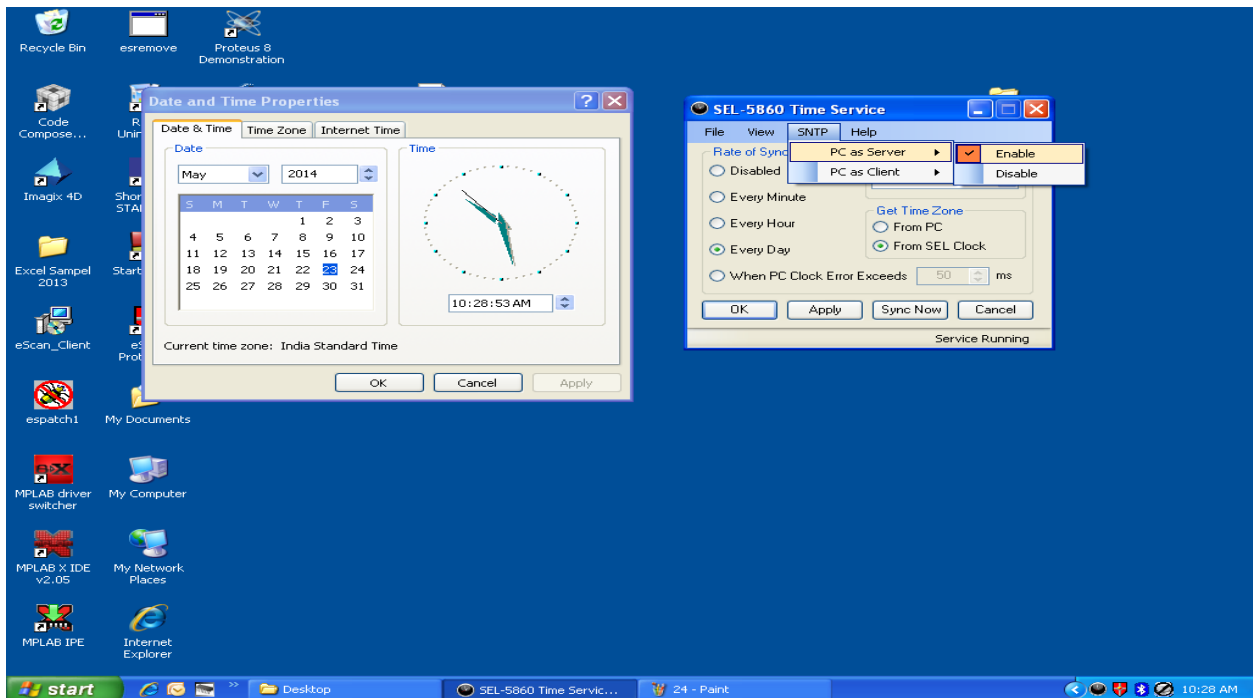 Recycle Bin
esremove
Proteus 8
Demonstration
Code
Compose...
Imagix 4D
Excel Sampel
2013
Start
eScan_Client
espatch1
My Documents
MPLAB driver
switcher
My Computer
MPLAB X IDE
v2.05
My Network
Places
MPLAB IPE
Internet
Explorer
Date and Time Properties
Date & Time
Time Zone
Internet Time
Date
May
2014
S M T W T F S
1 2 3
4 5 6 7 8 9 10
11 12 13 14 15 16 17
18 19 20 21 22 23 24
25 26 27 28 29 30 31
Time
10:28:53 AM
Current time zone: India Standard Time
OK
Cancel
Apply
SEL-5860 Time Service
File View SNTP Help
PC as Server
PC as Client
Enable
Disable
Rate of Sync
Disabled
Every Minute
Every Hour
Every Day
When PC Clock Error Exceeds 50 ms
Get Time Zone
From PC
From SEL Clock
OK
Apply
Sync Now
Cancel
Service Running
start
Desktop
SEL-5860 Time Servic...
24 - Paint
10:28 AM